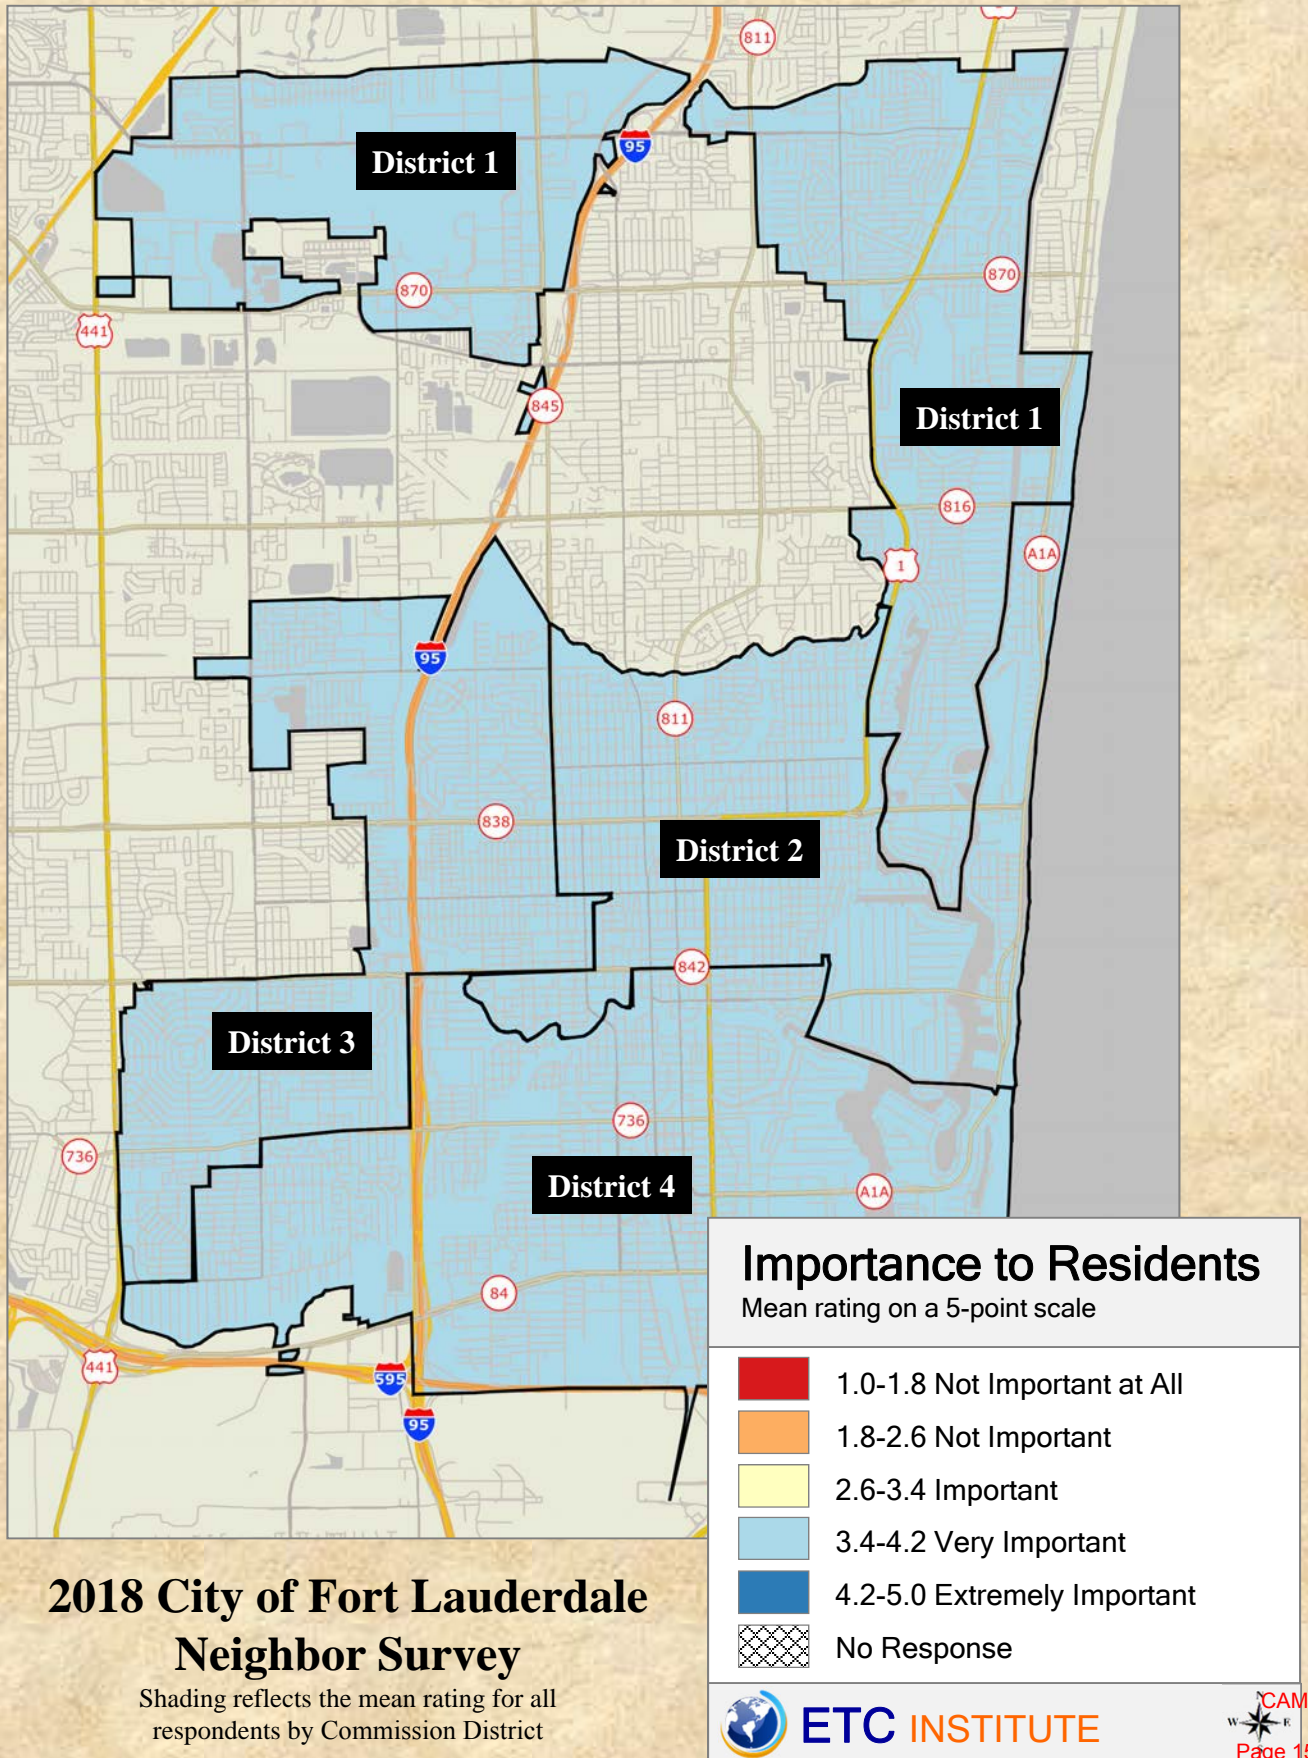 811
95
District 1
870
870
441
District 1
845
816
A1A
1
95
811
838
District 2
842
District 3
736
736
District 4
A1A
84
441
595
95
Importance to Residents
Mean rating on a 5-point scale
1.0-1.8 Not Important at All
1.8-2.6 Not Important
2.6-3.4 Important
3.4-4.2 Very Important
4.2-5.0 Extremely Important
No Response
2018 City of Fort Lauderdale
Neighbor Survey
Shading reflects the mean rating for all
respondents by Commission District
ETC INSTITUTE
N
CAM
W E
Page 15